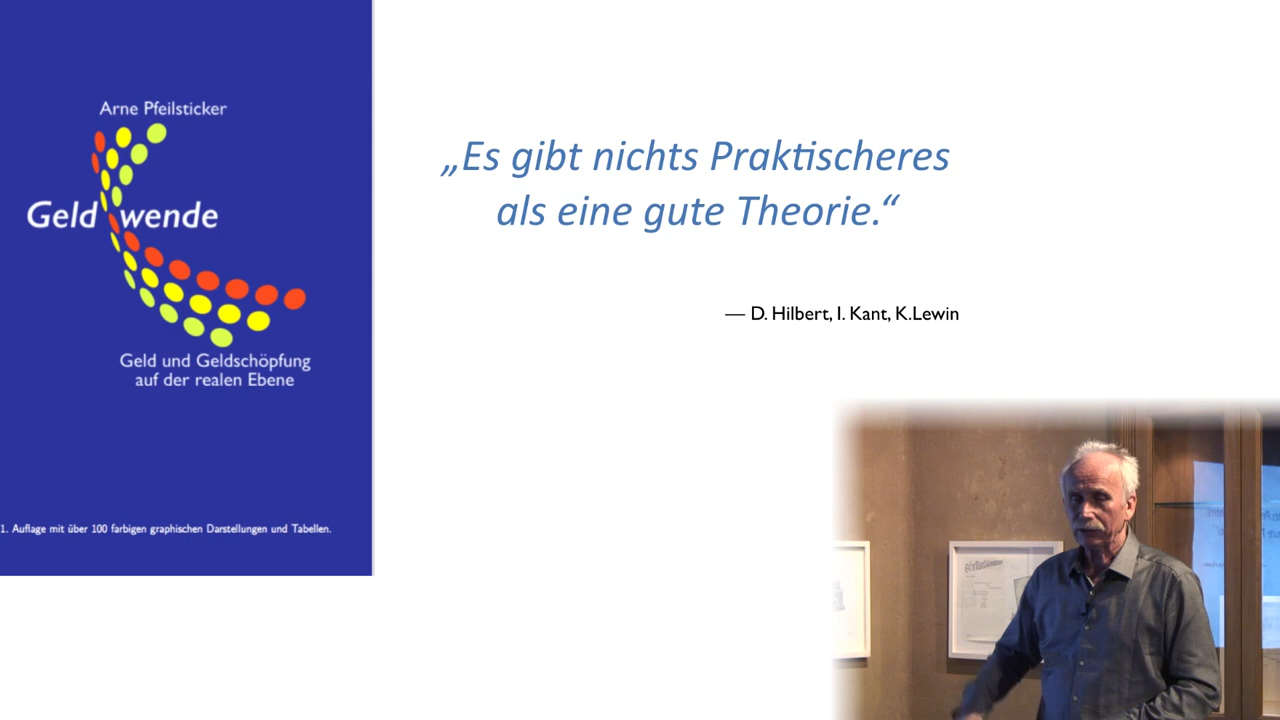 Arne Pfeilsticker
Geld wende
Geld und Geldschöpfung
auf der realen Ebene
1. Auflage mit über 100 farbigen graphischen Darstellungen und Tabellen.
„Es gibt nichts Praktischeres
als eine gute Theorie.“
— D. Hilbert, I. Kant, K.Lewin